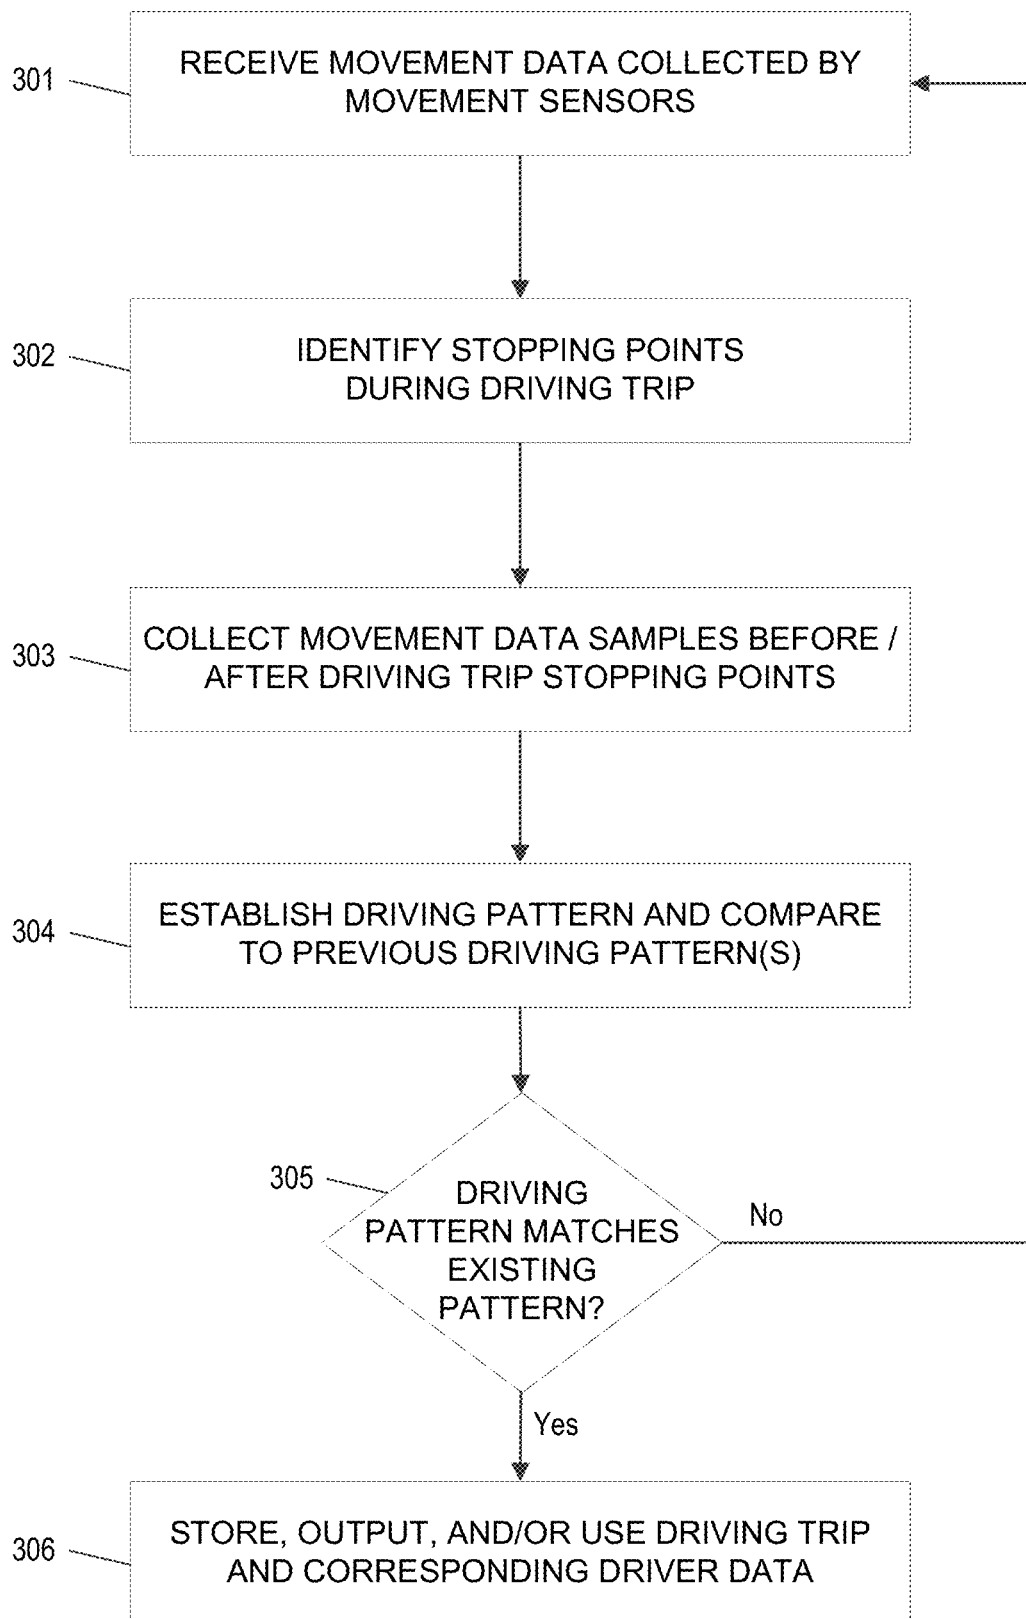 301
RECEIVE MOVEMENT DATA COLLECTED BY
MOVEMENT SENSORS
302
IDENTIFY STOPPING POINTS
DURING DRIVING TRIP
303
COLLECT MOVEMENT DATA SAMPLES BEFORE /
AFTER DRIVING TRIP STOPPING POINTS
304
ESTABLISH DRIVING PATTERN AND COMPARE
TO PREVIOUS DRIVING PATTERN(S)
305
DRIVING
PATTERN MATCHES
EXISTING
PATTERN?
No
Yes
306
STORE, OUTPUT, AND/OR USE DRIVING TRIP
AND CORRESPONDING DRIVER DATA